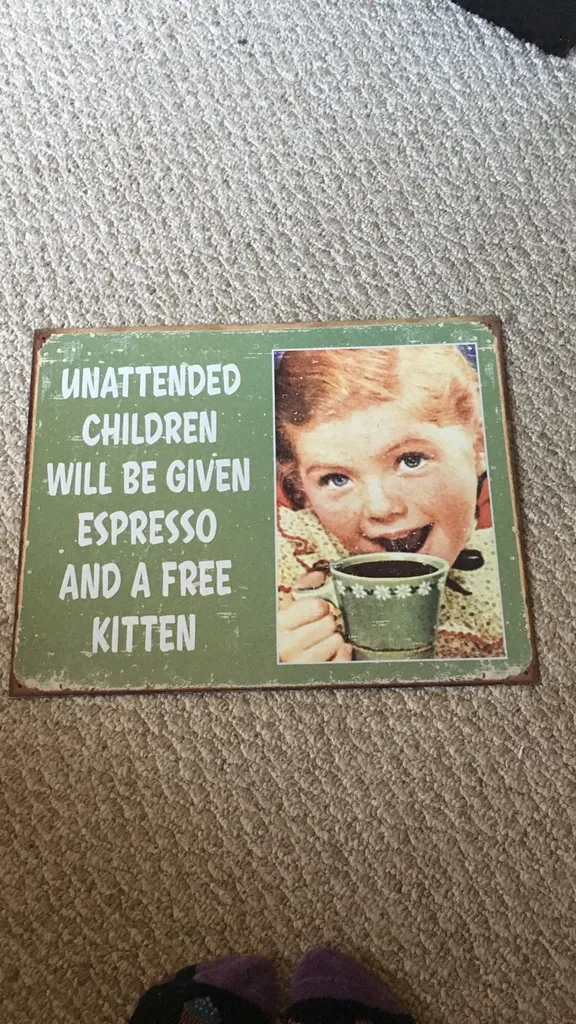 UNATTENDED
CHILDREN
WILL BE GIVEN
ESPRESSO
AND A FREE
KITTEN